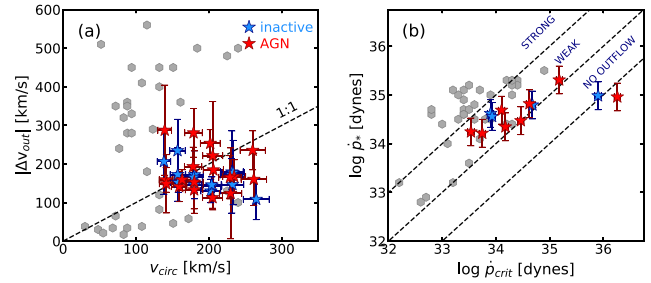 (a)
inactive
AGN
1:1
600
500
400
300
200
100
0
0
100
200
300
|Δv_out| [km/s]
v_circ [km/s]
(b)
STRONG
WEAK
NO OUTFLOW
36
35
34
33
32
32
33
34
35
36
log ṗ_* [dynes]
log ṗ_crit [dynes]